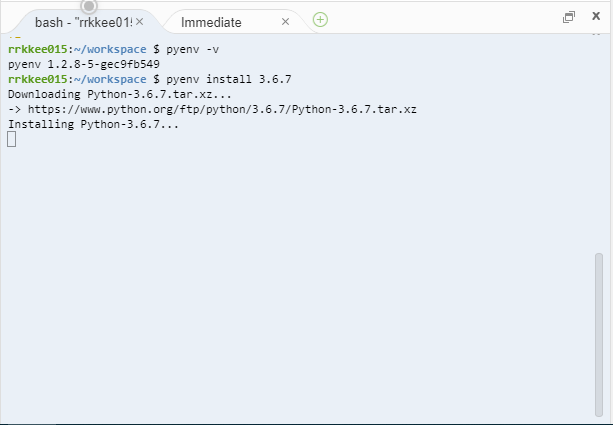 bash - "rrkkee015
Immediate
rrkkee015:~/workspace $ pyenv -v
pyenv 1.2.8-5-gec9fb549
rrkkee015:~/workspace $ pyenv install 3.6.7
Downloading Python-3.6.7.tar.xz...
-> https://www.python.org/ftp/python/3.6.7/Python-3.6.7.tar.xz
Installing Python-3.6.7...